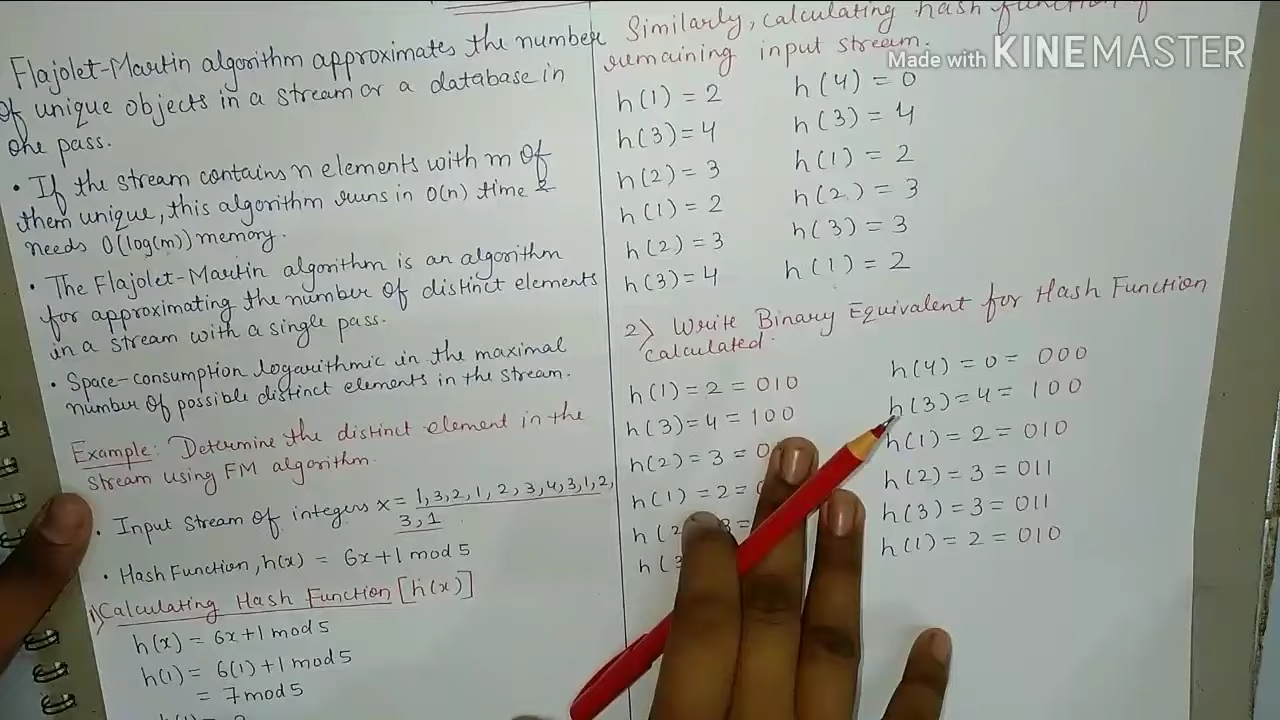 Flajolet-Martin algorithm approximates the number
of unique objects in a stream or a database in
one pass.
• If the stream contains n elements with m of
them unique, this algorithm runs in O(n) time &
needs O(log(m)) memory.
• The Flajolet-Martin algorithm is an algorithm
for approximating the number of distinct elements
in a stream with a single pass.
• Space-consumption logarithmic in the maximal
number of possible distinct elements in the stream.
Example: Determine the distinct element in the
stream using FM algorithm.
• Input stream of integers x = 1,3,2,1,2,3,4,3,1,2,
3,1
• Hash Function, h(x) = 6x+1 mod 5
1) Calculating Hash Function [h(x)]
h(x) = 6x+1 mod 5
h(1) = 6(1)+1 mod 5
= 7 mod 5
Similarly, calculating hash function of
remaining input stream.
h(1) = 2
h(3) = 4
h(2) = 3
h(1) = 2
h(2) = 3
h(3) = 4
h(4) = 0
h(3) = 4
h(1) = 2
h(2) = 3
h(3) = 3
h(1) = 2
2) Write Binary Equivalent for Hash Function
calculated.
h(1) = 2 = 010
h(3) = 4 = 100
h(2) = 3 = 0
h(1) = 2 =
h(2 3 =
h(3
h(4) = 0 = 000
h(3) = 4 = 100
h(1) = 2 = 010
h(2) = 3 = 011
h(3) = 3 = 011
h(1) = 2 = 010
Made with KINEMASTER